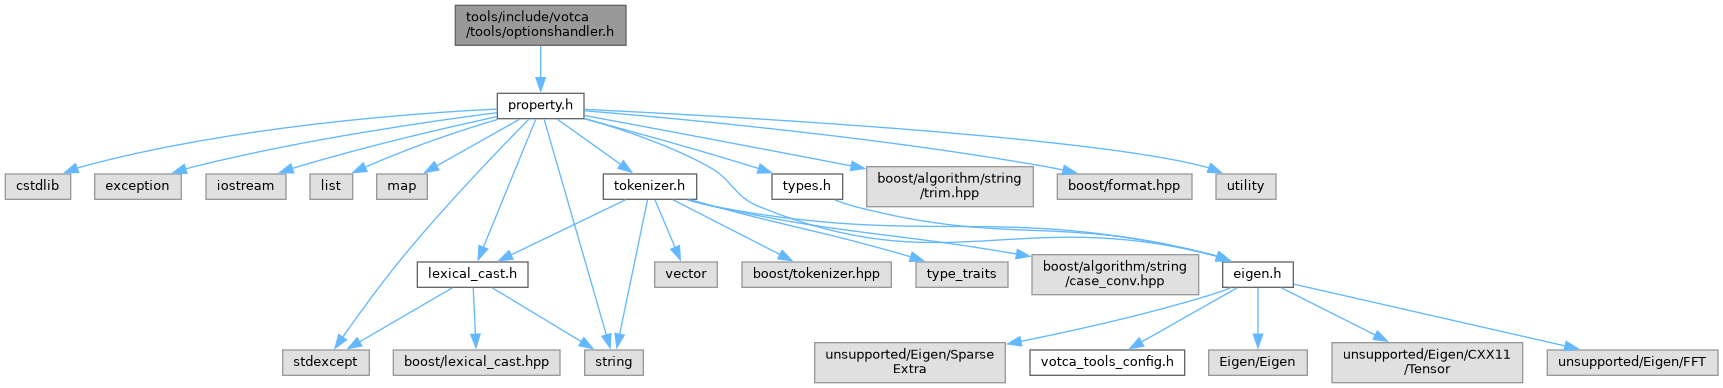 tools/include/votca
/tools/optionshandler.h
property.h
cstdlib
exception
iostream
list
map
tokenizer.h
types.h
boost/algorithm/string
/trim.hpp
boost/format.hpp
utility
lexical_cast.h
vector
boost/tokenizer.hpp
type_traits
boost/algorithm/string
/case_conv.hpp
eigen.h
stdexcept
boost/lexical_cast.hpp
string
unsupported/Eigen/Sparse
Extra
votca_tools_config.h
Eigen/Eigen
unsupported/Eigen/CXX11
/Tensor
unsupported/Eigen/FFT